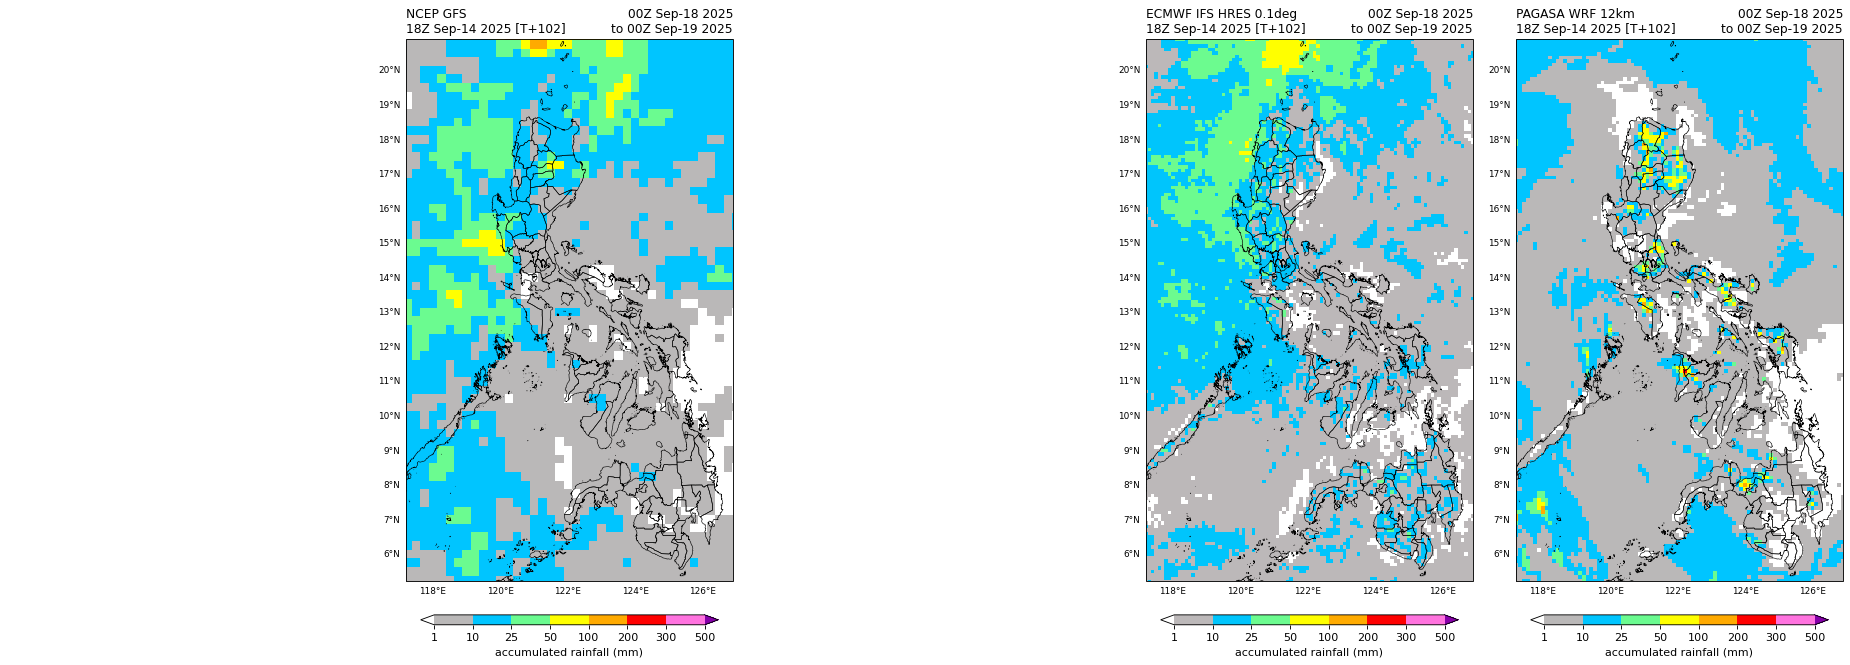 NCEP GFS 00Z Sep-18 2025
18Z Sep-14 2025 [T+102] to 00Z Sep-19 2025
20°N
19°N
18°N
17°N
16°N
15°N
14°N
13°N
12°N
11°N
10°N
9°N
8°N
7°N
6°N
118°E 120°E 122°E 124°E 126°E
1 10 25 50 100 200 300 500
accumulated rainfall (mm)
ECMWF IFS HRES 0.1deg 00Z Sep-18 2025
18Z Sep-14 2025 [T+102] to 00Z Sep-19 2025
20°N
19°N
18°N
17°N
16°N
15°N
14°N
13°N
12°N
11°N
10°N
9°N
8°N
7°N
6°N
118°E 120°E 122°E 124°E 126°E
1 10 25 50 100 200 300 500
accumulated rainfall (mm)
PAGASA WRF 12km 00Z Sep-18 2025
18Z Sep-14 2025 [T+102] to 00Z Sep-19 2025
20°N
19°N
18°N
17°N
16°N
15°N
14°N
13°N
12°N
11°N
10°N
9°N
8°N
7°N
6°N
118°E 120°E 122°E 124°E 126°E
1 10 25 50 100 200 300 500
accumulated rainfall (mm)